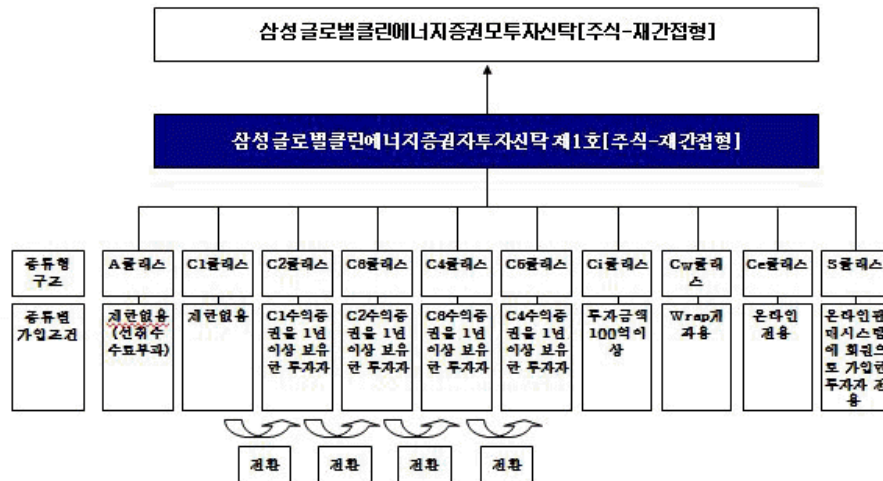 삼성 글로벌클린에너지증권모투자신탁[주식-재간접형]
삼성 글로벌클린에너지증권자투자신탁 제1호[주식-재간접형]
종류형
구조
A클래스
C1클래스
C2클래스
C3클래스
C4클래스
C5클래스
Ci클래스
Cw클래
스
Ce클래스
S클래스
종류별
가입조건
제한없음
(선취수
수료부과)
제한없음
C1수익증
권을 1년
이상 보유
한 투자자
C2수익증
권을 1년
이상 보유
한 투자자
C3수익증
권을 1년
이상 보유
한 투자자
C4수익증
권을 1년
이상 보유
한 투자자
투자금액
100억이
상
Wrap계
좌용
온라인
전용
온라인판
매시스템
에 회원으
로 가입한
투자자 전
용
전환
전환
전환
전환